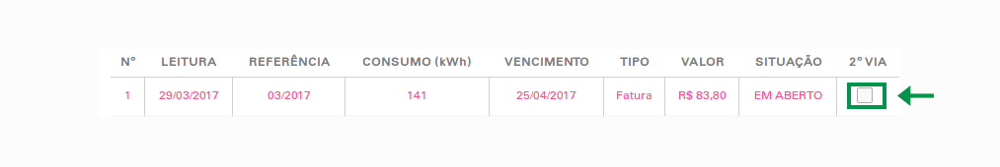 N° LEITURA REFERÊNCIA CONSUMO (kWh) VENCIMENTO TIPO VALOR SITUAÇÃO 2° VIA
1 29/03/2017 03/2017 141 25/04/2017 Fatura R$ 83,80 EM ABERTO